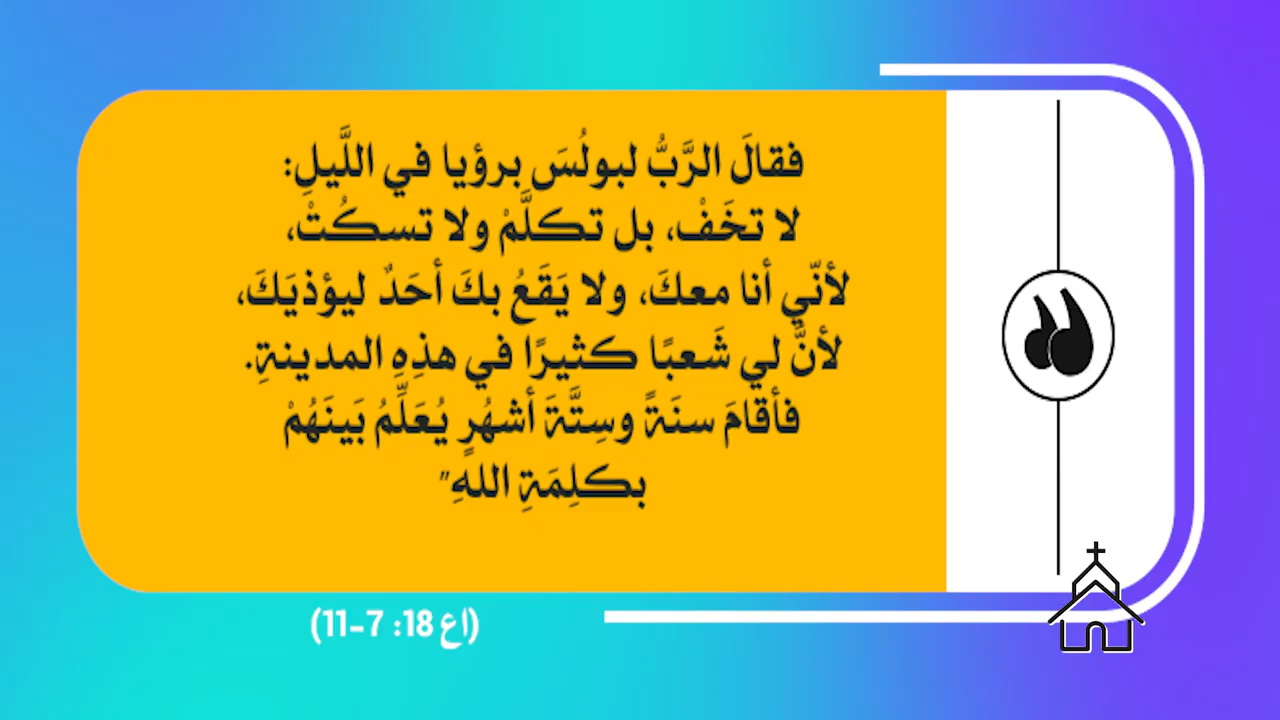 فقالَ الرَّبُّ لبولُسَ برؤيا في اللَّيلِ:
لا تخَفْ، بل تكلَّمْ ولا تسكُتْ،
لأنّي أنا معكَ، ولا يَقَعُ بكَ أحَدٌ ليؤذيَكَ،
لأنَّ لي شَعبًا كثيرًا في هذِهِ المدينةِ.
فأقامَ سنَةً وسِتَّةَ أشهُرٍ يُعَلِّمُ بَينَهُمْ
بكلِمَةِ اللهِ"
(اع 18: 7-11)